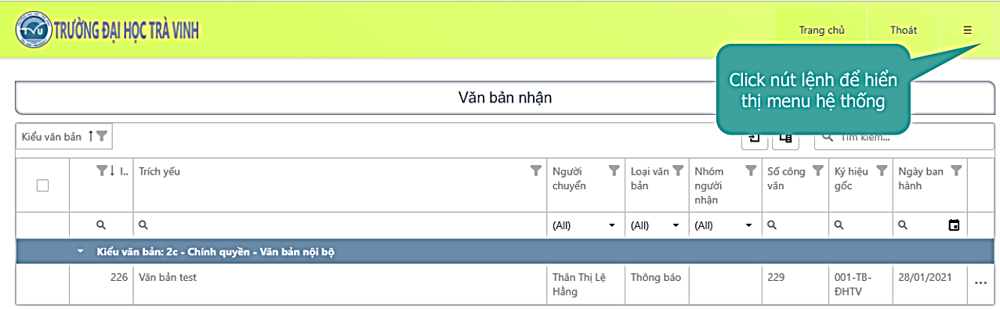 TRƯỜNG ĐẠI HỌC TRÀ VINH
Trang chủ
Thoát
Click nút lệnh để hiển
thị menu hệ thống
Văn bản nhận
Kiểu văn bản
Tìm kiếm...
I..
Trích yếu
Người
chuyển
Loại văn
bản
Nhóm
người
nhận
Số công
văn
Ký hiệu
gốc
Ngày ban
hành
(All)
(All)
(All)
Kiểu văn bản: 2c - Chính quyền - Văn bản nội bộ
226
Văn bản test
Thân Thị Lệ
Hằng
Thông báo
229
001-TB-
ĐHTV
28/01/2021
...